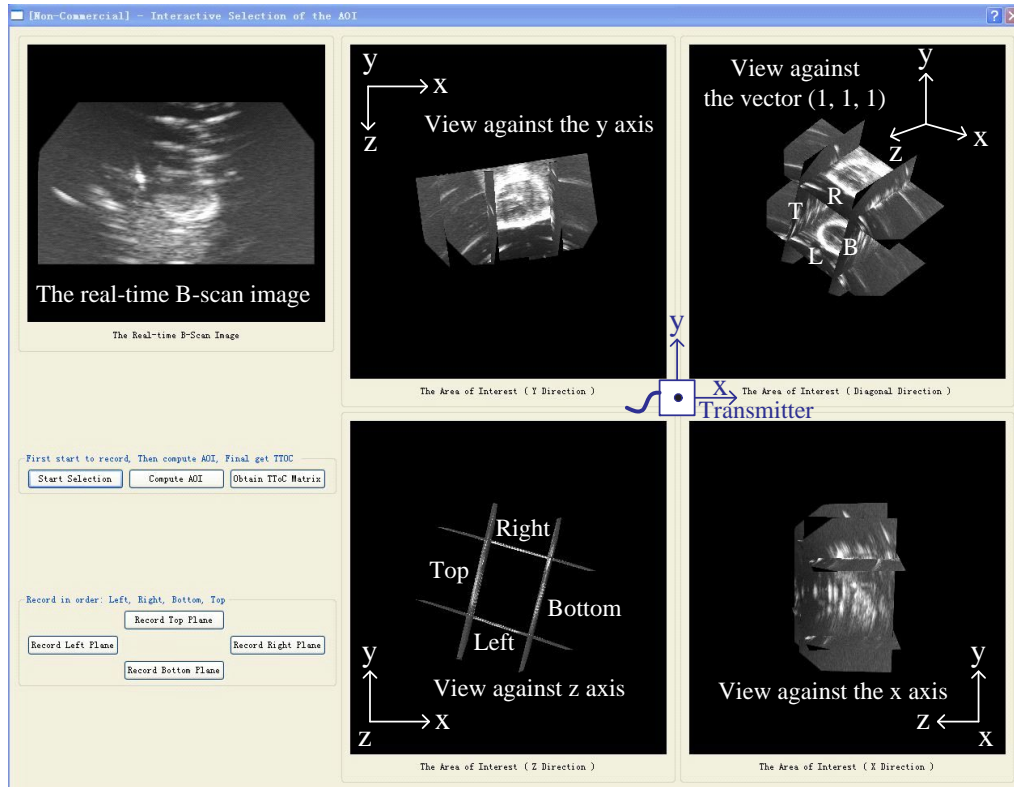 [Non-Commercial] - Interactive Selection of the AOI
The real-time B-scan image
The Real-time B-Scan Image
y
x
z
View against the y axis
The Area of Interest ( Y Direction )
View against
the vector (1, 1, 1)
y
x
z
T
R
L
B
The Area of Interest ( Diagonal Direction )
y
x
Transmitter
First start to record, Then compute AOI, Final get TTOC
Start Selection
Compute AOI
Obtain TToC Matrix
Record in order: Left, Right, Bottom, Top
Record Top Plane
Record Left Plane
Record Right Plane
Record Bottom Plane
Right
Top
Bottom
Left
View against z axis
y
z
x
The Area of Interest ( Z Direction )
View against the x axis
y
z
x
The Area of Interest ( X Direction )